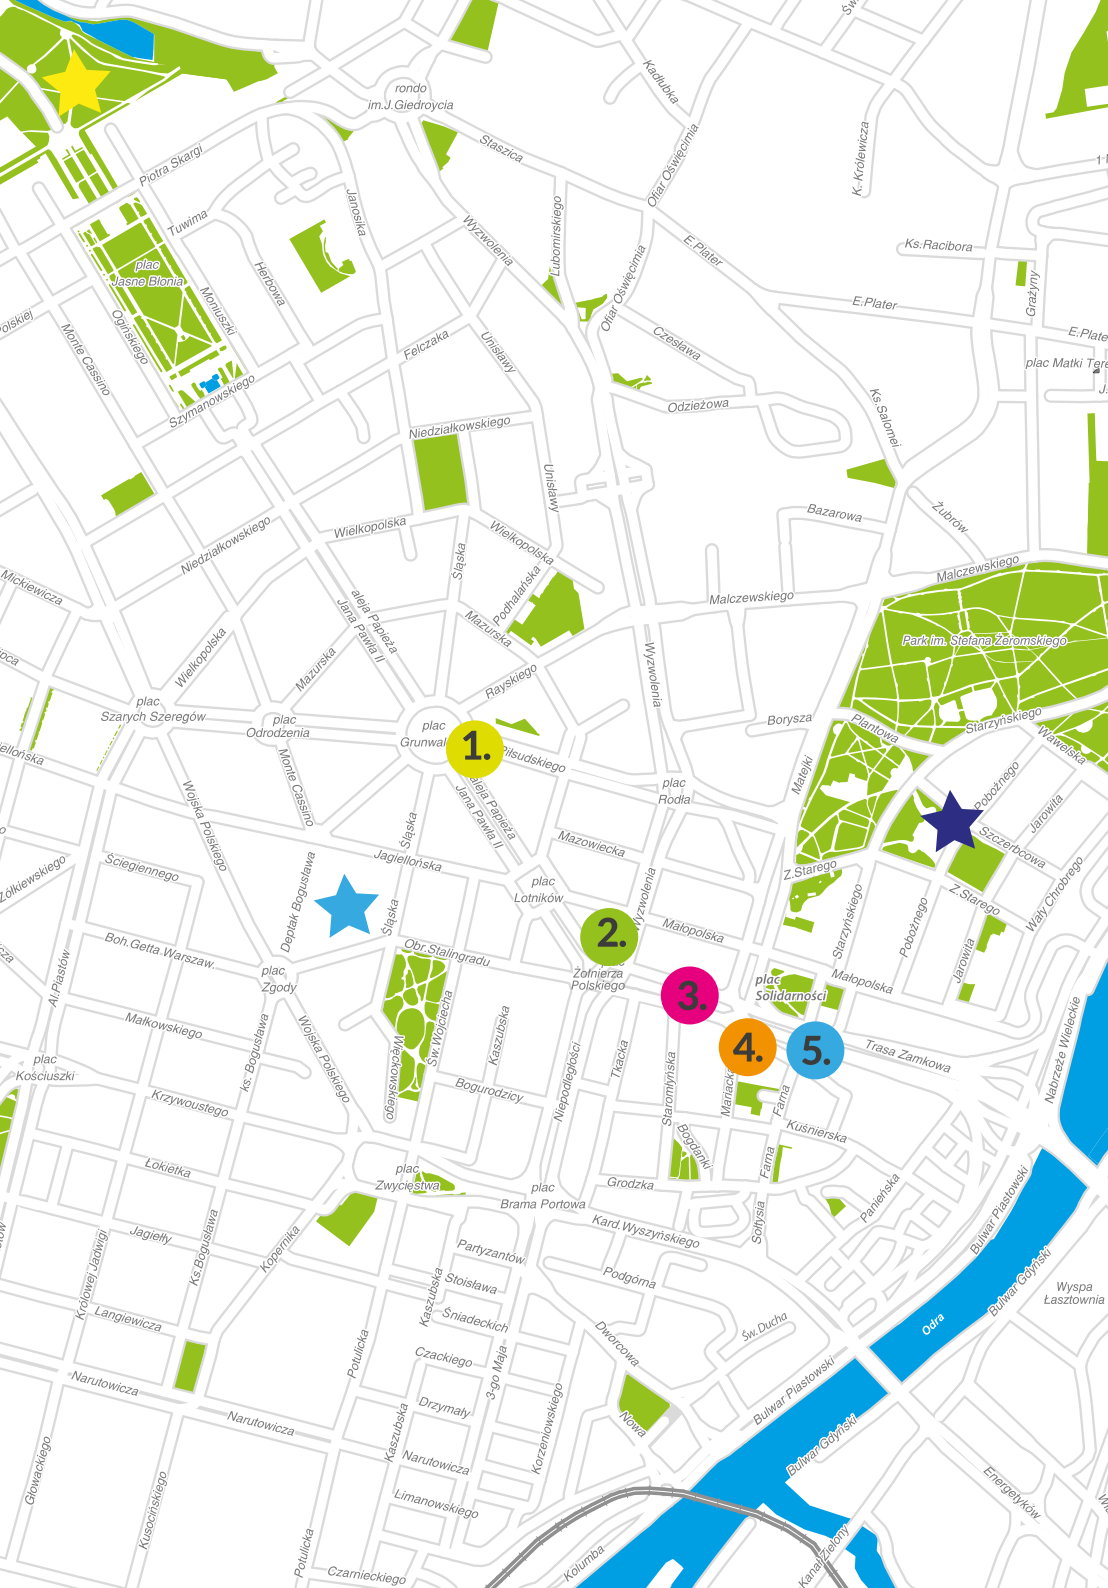 rondo
im.J.Giedroycia
Kadłubka
Staszica
Ofiar Oświęcimia
K. Królewicza
Piotra Skargi
Janosika
Tuwima
Lubomirskiego
Wyzwolenia
E.Plater
Ks.Racibora
plac
Jasne Błonia
Herbowa
Moniuszki
Ofiar Oświęcimia
Grażyny
E.Plater
Ogińskiego
Monte Cassino
Felczaka
Unisławy
Czesława
plac Matki
Szymanowskiego
Odzieżowa
Ks.Salomei
Niedziałkowskiego
Unisławy
Bazarowa
Żubrów
Wielkopolska
Niedziałkowskiego
Wielkopolska
Śląska
Malczewskiego
Mickiewicza
Podhalańska
Malczewskiego
aleja Papieża
Jana Pawła II
Mazurska
Park im. Stefana Żeromskiego
Wielkopolska
Mazurska
Rayskiego
Wyzwolenia
plac
Szarych Szeregów
plac
Odrodzenia
plac
1.
Piłsudskiego
Borysza
Plantowa
Starzyńskiego
Wawelska
Monte Cassino
Wojska Polskiego
aleja Papieża
Jana Pawła II
plac
Rodła
Matejki
Pobożnego
Jarowita
Śląska
Mazowiecka
Jagiellońska
Szczerbcowa
Żółkiewskiego
Ściegiennego
Deptak Bogusława
plac
Lotników
Wyzwolenia
Z.Starego
Z.Starego
Wały Chrobrego
Śląska
2.
Małopolska
Starzyńskiego
Pobożnego
Jarowita
Boh.Getta Warszaw.
Obr.Stalingradu
plac
Zgody
Żołnierza
Polskiego
3.
plac
Solidarności
Małopolska
Al.Piastów
Małkowskiego
Wojska Polskiego
Św.Wojciecha
Kaszubska
4.
5.
Trasa Zamkowa
Nabrzeże Wieleckie
plac
Kościuszki
ks. Bogusława
Więckowskiego
Bogurodzicy
Niepodległości
Tkacka
Staromłyńska
Mariacka
Farna
Krzywoustego
Kuśnierska
Bogdanki
Farna
Łokietka
plac
Zwycięstwa
plac
Brama Portowa
Grodzka
Panieńska
Bulwar Piastowski
Jagiełły
Ks.Bogusława
Kopernika
Kard.Wyszyńskiego
Sołtysia
Królowej Jadwigi
Partyzantów
Stoisława
Podgórna
Bulwar Gdyński
Wyspa
Łasztownia
Kaszubska
Śniadeckich
Langiewicza
Św.Ducha
Odra
Potulicka
Czackiego
3-go Maja
Dworcowa
Narutowicza
Bulwar Piastowski
Drzymały
Narutowicza
Kaszubska
Korzeniowskiego
Nowa
Bulwar Gdyński
Narutowicza
Głowackiego
Kusocińskiego
Limanowskiego
Energetyków
Potulicka
Czarnieckiego
Kolumba
Kanał Zielony